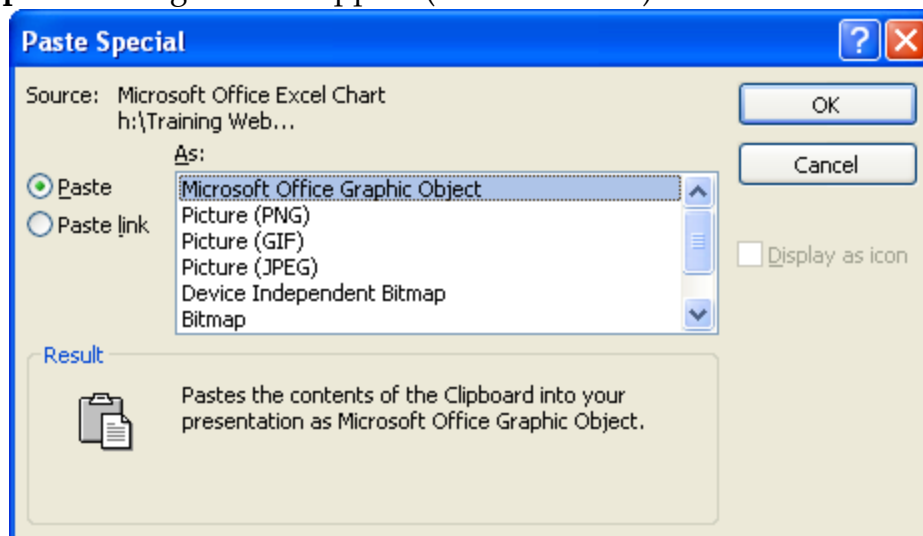 Paste Special
Source: Microsoft Office Excel Chart
h:\Training Web...
As:
Paste
Paste link
Microsoft Office Graphic Object
Picture (PNG)
Picture (GIF)
Picture (JPEG)
Device Independent Bitmap
Bitmap
OK
Cancel
Display as icon
Result
Pastes the contents of the Clipboard into your
presentation as Microsoft Office Graphic Object.